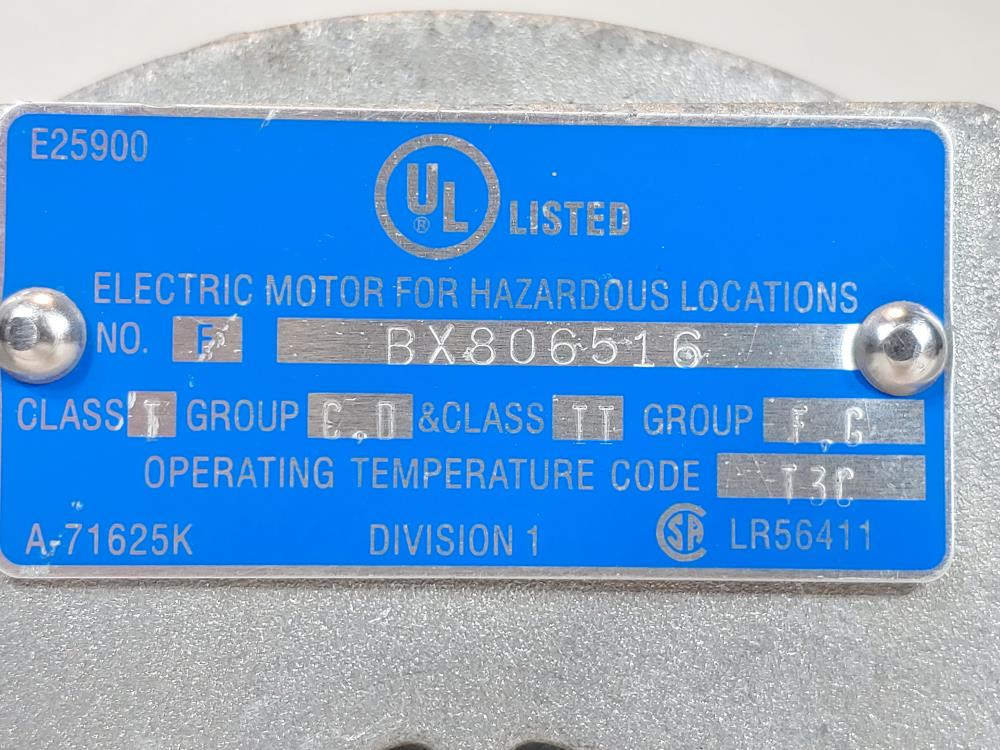 E25900
UL® LISTED
ELECTRIC MOTOR FOR HAZARDOUS LOCATIONS
NO. E BX806516
CLASS I GROUP C,D &CLASS II GROUP F,G
OPERATING TEMPERATURE CODE T3C
A-71625K DIVISION 1 CSA LR56411